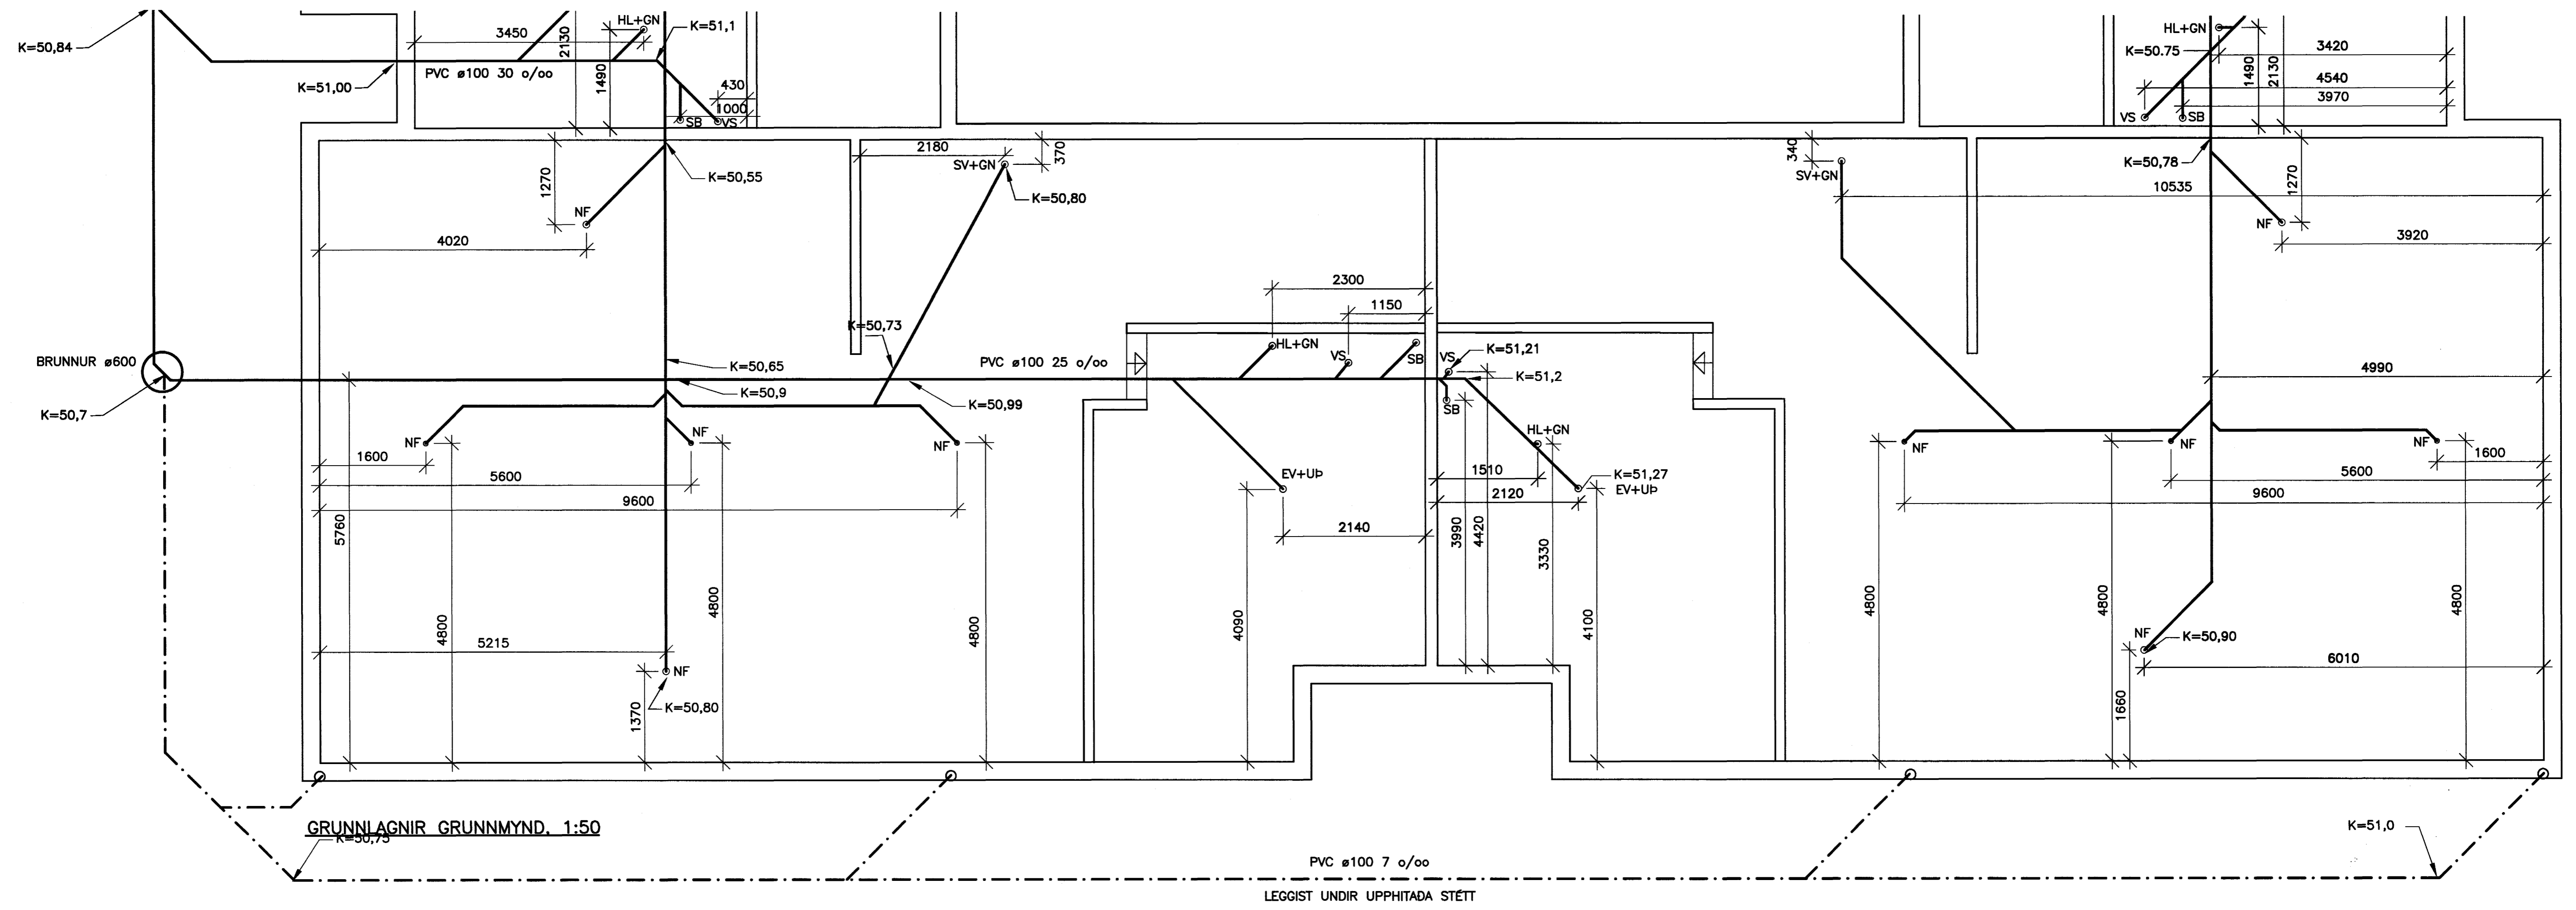 HL+GN
K=51,1
3450
2130
K=50,84
PVC ø100 30 o/oo
1490
K=51,00
430
1000
SB
VS
HL+GN
K=50.75
3420
1490
2130
4540
3970
VS
SB
2180
370
SV+GN
K=50,55
K=50,80
1270
NF
4020
340
SV+GN
K=50,78
10535
1270
NF
3920
2300
1150
K=50,73
BRUNNUR ø600
K=50,65
PVC ø100 25 o/oo
HL+GN
VS
SB
VS
K=51,21
K=51,2
4990
K=50,7
K=50,9
K=50,99
SB
NF
NF
NF
HL+GN
NF
NF
NF
1600
5600
9600
5760
EV+UÞ
1510
K=51,27
2120
EV+UÞ
1600
5600
9600
2140
3990
4420
3330
4800
4800
4800
4090
4100
4800
4800
4800
5215
NF
K=50,80
1370
NF
K=50,90
6010
1660
GRUNNLAGNIR GRUNNMYND, 1:50
K=50,75
K=51,0
PVC ø100 7 o/oo
LEGGIST UNDIR UPPHITAÐA STÉTT